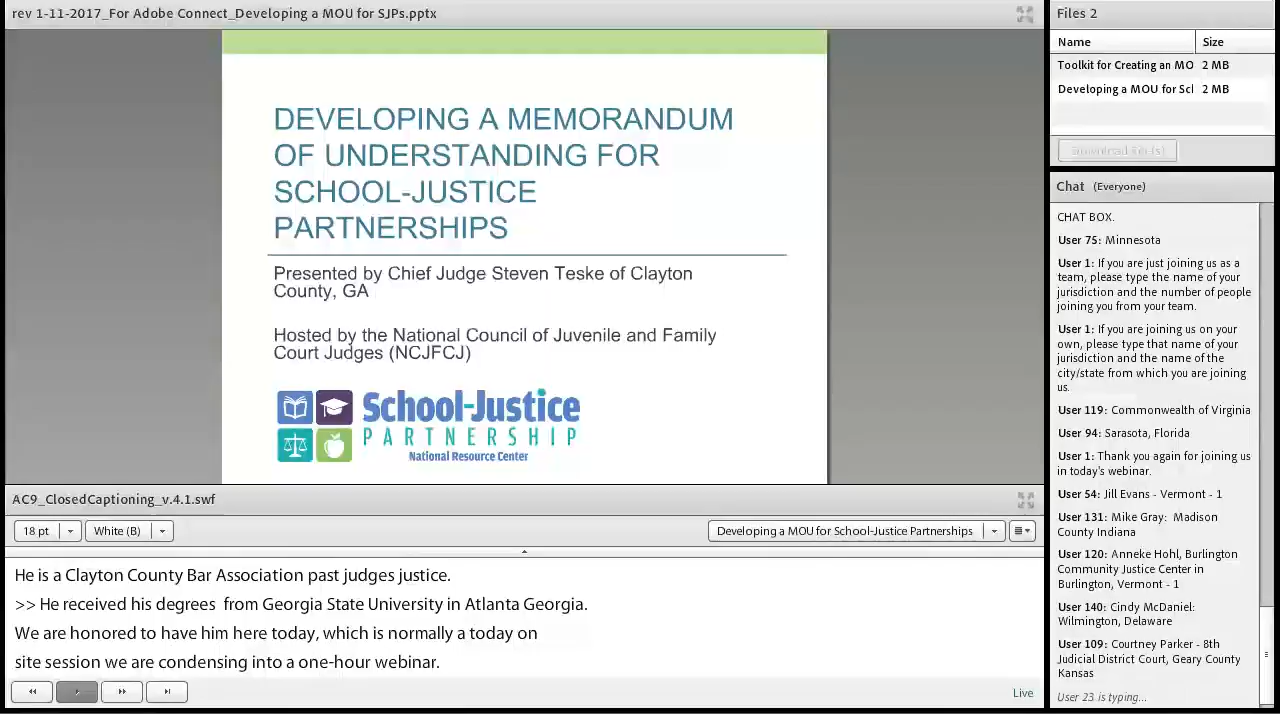 rev 1-11-2017_For Adobe Connect_Developing a MOU for SJPs.pptx
DEVELOPING A MEMORANDUM
OF UNDERSTANDING FOR
SCHOOL-JUSTICE
PARTNERSHIPS
Presented by Chief Judge Steven Teske of Clayton
County, GA
Hosted by the National Council of Juvenile and Family
Court Judges (NCJFCJ)
School-Justice
PARTNERSHIP
National Resource Center
AC9_ClosedCaptioning_v.4.1.swf
18 pt
White (B)
Developing a MOU for School-Justice Partnerships
He is a Clayton County Bar Association past judges justice.
>> He received his degrees  from Georgia State University in Atlanta Georgia.
We are honored to have him here today, which is normally a today on
site session we are condensing into a one-hour webinar.
Live
Files 2
Name Size
Toolkit for Creating an MO 2 MB
Developing a MOU for Scl 2 MB
Download File(s)
Chat (Everyone)
CHAT BOX.
User 75: Minnesota
User 1: If you are just joining us as a
team, please type the name of your
jurisdiction and the number of people
joining you from your team.
User 1: If you are joining us on your
own, please type that name of your
jurisdiction and the name of the
city/state from which you are joining
us.
User 119: Commonwealth of Virginia
User 94: Sarasota, Florida
User 1: Thank you again for joining us
in today's webinar.
User 54: Jill Evans - Vermont - 1
User 131: Mike Gray:  Madison
County Indiana
User 120: Anneke Hohl, Burlington
Community Justice Center in
Burlington, Vermont - 1
User 140: Cindy McDaniel:
Wilmington, Delaware
User 109: Courtney Parker - 8th
Judicial District Court, Geary County
Kansas
User 23 is typing...